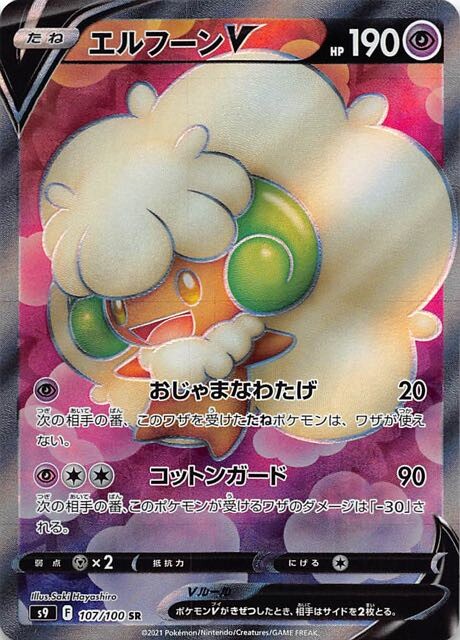 たね エルフーンV HP 190
おじゃまなわたげ 20
次の相手の番、このワザを受けたたねポケモンは、ワザが使え
ない。
コットンガード 90
次の相手の番、このポケモンが受けるワザのダメージは「-30」さ
れる。
弱点 ×2 抵抗力 にげる
Illus.Saki Hayashiro
Vルール
s9 F 107/100 SR ポケモンVがきぜつしたとき、相手はサイドを2枚とる。
©2021 Pokémon/Nintendo/Creatures/GAME FREAK.